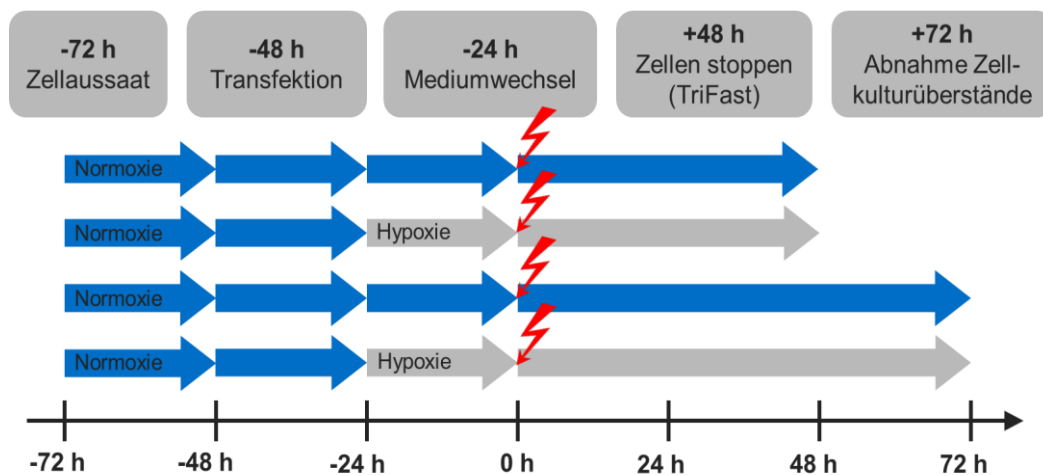 -72 h
Zellaussaat
-48 h
Transfektion
-24 h
Mediumwechsel
+48 h
Zellen stoppen
(TriFast)
+72 h
Abnahme Zell-
kulturüberstände
Normoxie
Normoxie
Hypoxie
Normoxie
Normoxie
Hypoxie
-72 h
-48 h
-24 h
0 h
24 h
48 h
72 h